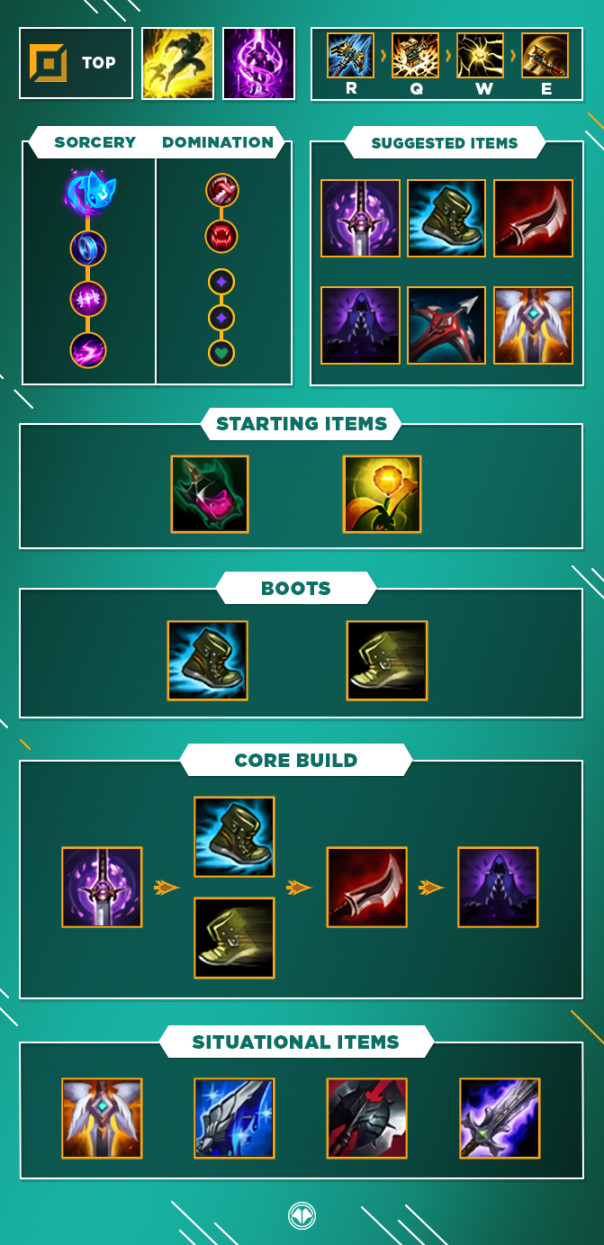 TOP
R Q W E
SORCERY DOMINATION
SUGGESTED ITEMS
STARTING ITEMS
BOOTS
CORE BUILD
SITUATIONAL ITEMS